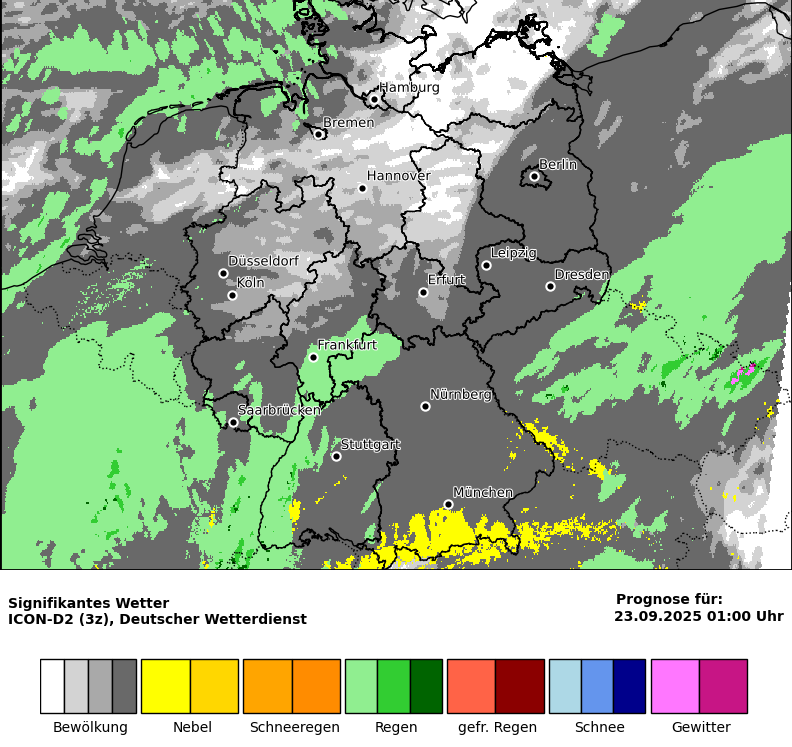 Hamburg
Bremen
Berlin
Hannover
Leipzig
Düsseldorf
Dresden
Köln
Erfurt
Frankfurt
Nürnberg
Saarbrücken
Stuttgart
München
Signifikantes Wetter
ICON-D2 (3z), Deutscher Wetterdienst
Prognose für:
23.09.2025 01:00 Uhr
Bewölkung
Nebel
Schneeregen
Regen
gefr. Regen
Schnee
Gewitter